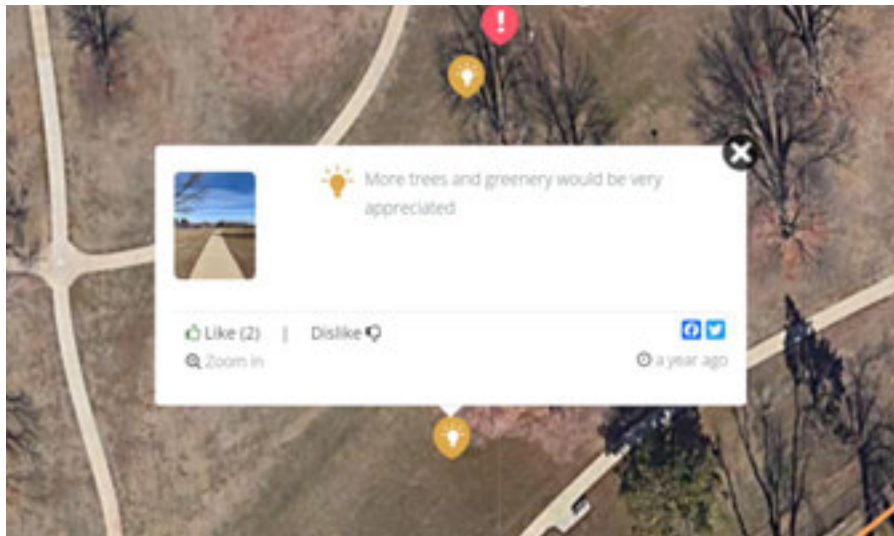 More trees and greenery would be very
appreciated
Like (2) | Dislike
Zoom in
a year ago